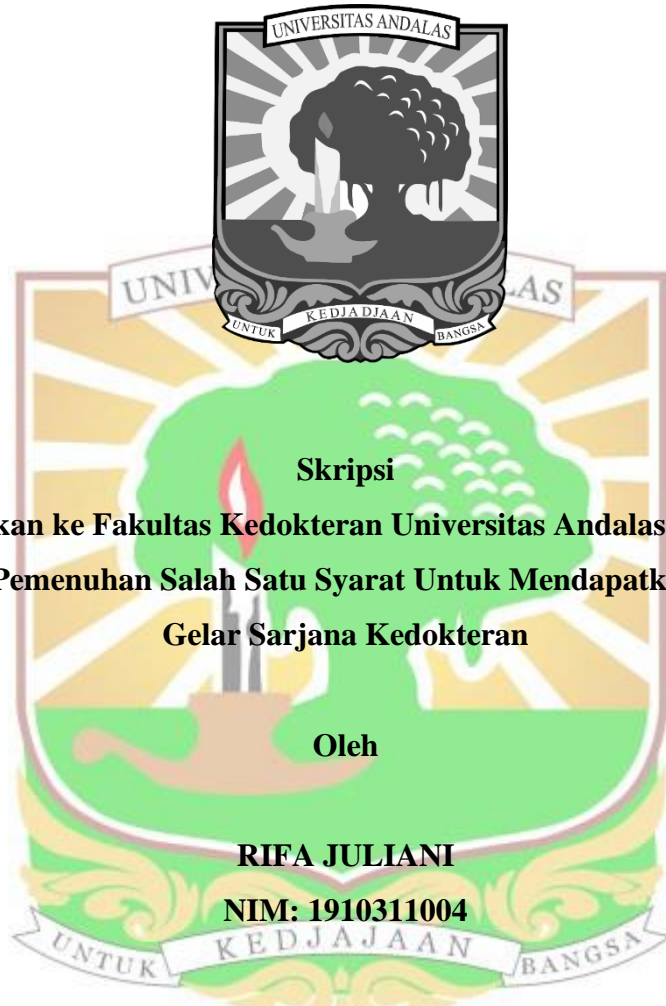 UNIVERSITAS ANDALAS
UNTUK KEDJADJAAN BANGSA
Skripsi
kan ke Fakultas Kedokteran Universitas Andalas
Pemenuhan Salah Satu Syarat Untuk Mendapatk
Gelar Sarjana Kedokteran
Oleh
RIFA JULIANI
NIM: 1910311004
UNIV LAS
UNTUK KEDJAJAAN BANGSA